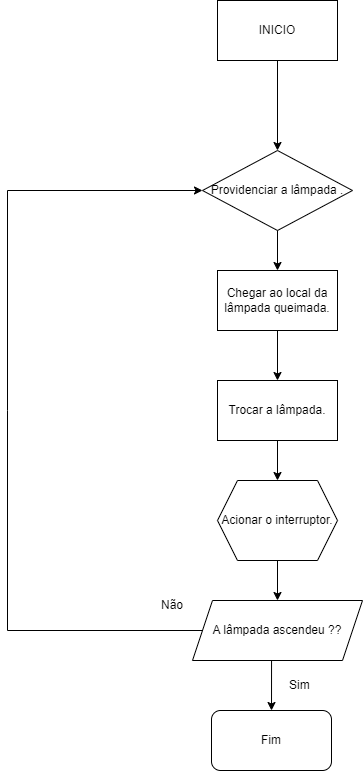 INICIO
Providenciar a lâmpada .
Chegar ao local da
lâmpada queimada.
Trocar a lâmpada.
Acionar o interruptor.
Não
A lâmpada ascendeu ??
Sim
Fim